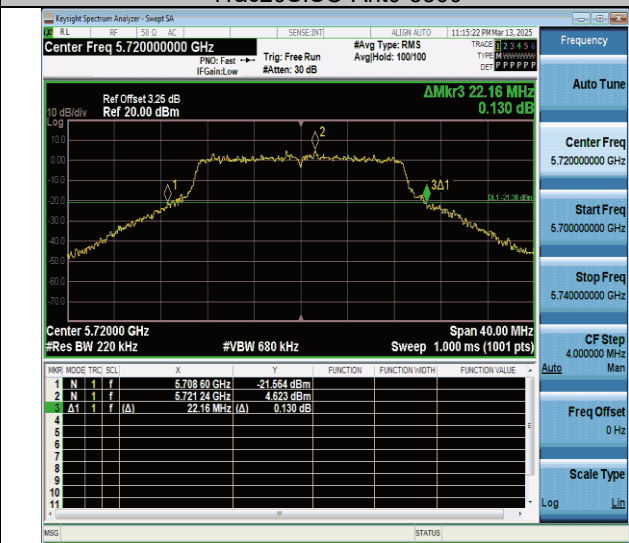 Keysight Spectrum Analyzer - Swept SA
RL RF 50 Ω AC SENSE:INT ALIGN AUTO 11:15:22 PM Mar 13, 2025
Center Freq 5.720000000 GHz
PNO: Fast
IFGain:Low
Trig: Free Run
#Atten: 30 dB
#Avg Type: RMS
Avg|Hold: 100/100
TRACE 1 2 3 4 5 6
TYPE M WWWWW
DET P P P P P P
Ref Offset 3.25 dB
Ref 20.00 dBm
ΔMkr3 22.16 MHz
0.130 dB
10 dB/div
Log
10.0
0.00
-10.0
-20.0
-30.0
-40.0
-50.0
-60.0
-70.0
1
2
3Δ1
DL1 -21.38 dBm
Center 5.72000 GHz
#Res BW 220 kHz
#VBW 680 kHz
Span 40.00 MHz
Sweep 1.000 ms (1001 pts)
MKR MODE TRC SCL X Y FUNCTION FUNCTION WIDTH FUNCTION VALUE
1 N 1 f 5.708 60 GHz -21.564 dBm
2 N 1 f 5.721 24 GHz 4.623 dBm
3 Δ1 1 f (Δ) 22.16 MHz (Δ) 0.130 dB
4
5
6
7
8
9
10
11
MSG STATUS
Frequency
Auto Tune
Center Freq
5.720000000 GHz
Start Freq
5.700000000 GHz
Stop Freq
5.740000000 GHz
CF Step
4.000000 MHz
Auto Man
Freq Offset
0 Hz
Scale Type
Log Lin